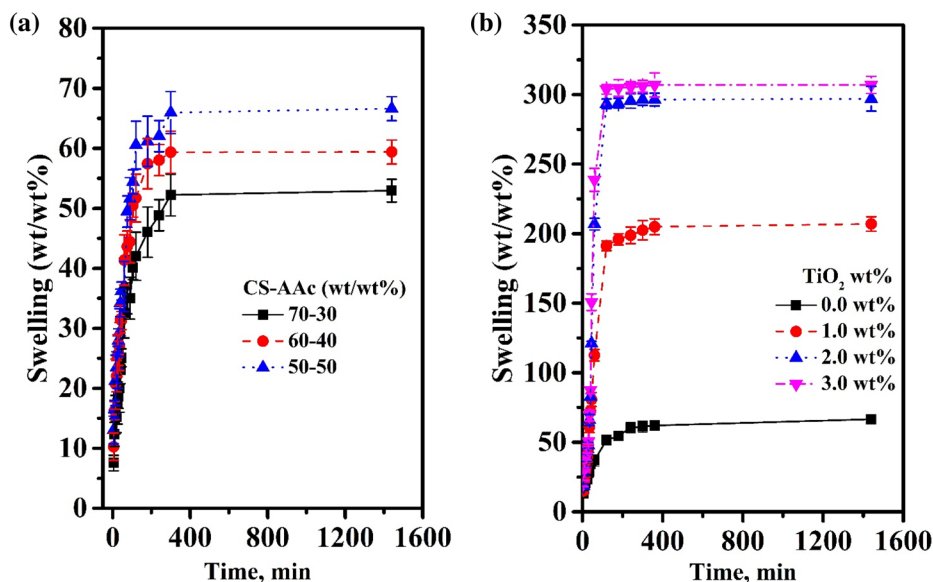 (a)
80
70
60
50
40
30
20
10
0
Swelling (wt/wt%)
CS-AAc (wt/wt%)
70-30
60-40
50-50
0 400 800 1200 1600
Time, min
(b)
350
300
250
200
150
100
50
0
Swelling (wt/wt%)
TiO₂ wt%
0.0 wt%
1.0 wt%
2.0 wt%
3.0 wt%
0 400 800 1200 1600
Time, min